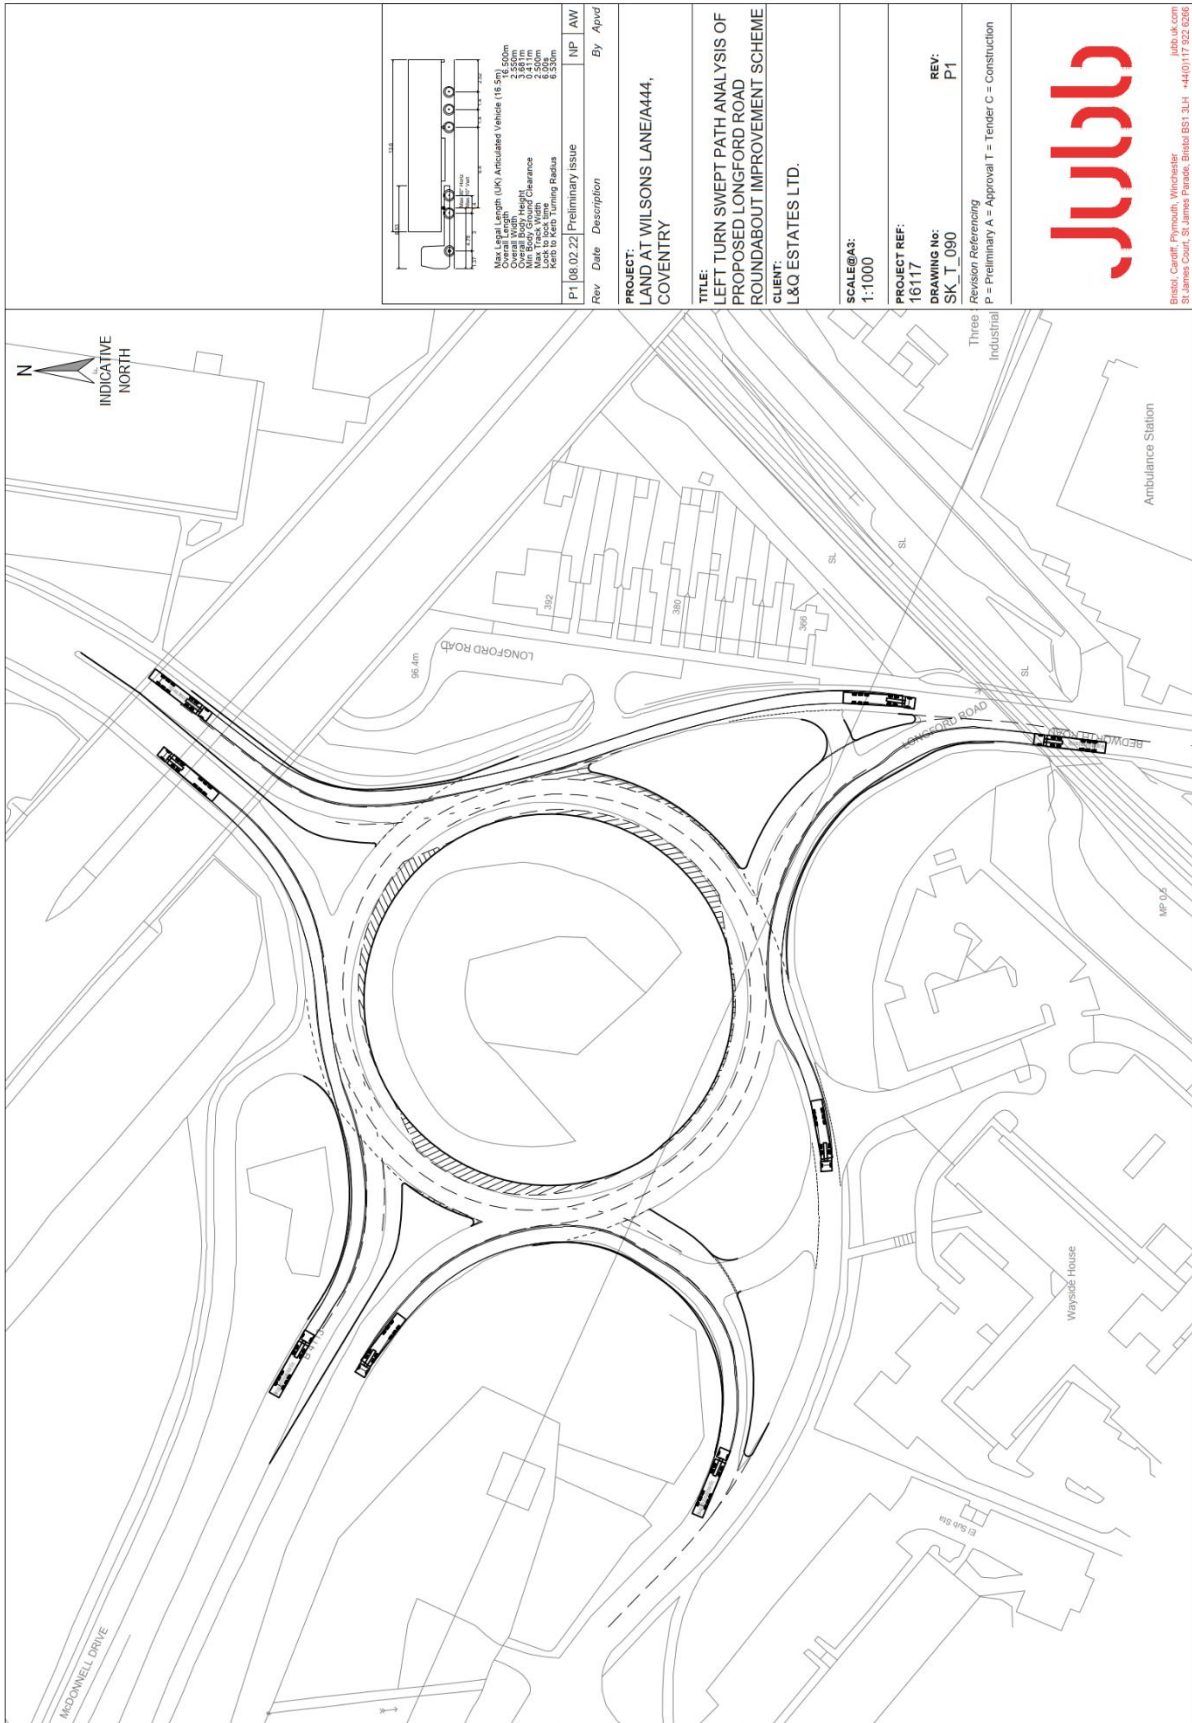 N
INDICATIVE
NORTH
McDONNELL DRIVE
LONGFORD ROAD
96.4m
392
380
366
SL
SL
SL
LONGFORD ROAD
BEDWORTH ROAD
Three
Industrial
Ambulance Station
MP 0.5
Wayside House
El Sub Sta
B 4113
Max Legal Length (UK) Articulated Vehicle (16.5m)
Overall Length 16.500m
Overall Width 2.550m
Overall Body Height 3.681m
Min Body Ground Clearance 0.411m
Max Track Width 2.500m
Lock to lock time 6.00s
Kerb to Kerb Turning Radius 6.530m
P1 08.02.22 Preliminary issue NP AW
Rev Date Description By Apvd
PROJECT:
LAND AT WILSONS LANE/A444,
COVENTRY
TITLE:
LEFT TURN SWEPT PATH ANALYSIS OF
PROPOSED LONGFORD ROAD
ROUNDABOUT IMPROVEMENT SCHEME
CLIENT:
L&Q ESTATES LTD.
SCALE@A3:
1:1000
PROJECT REF:
16117
DRAWING No: REV:
SK_T_090 P1
Revision Referencing
P = Preliminary A = Approval T = Tender C = Construction
Jubb
Bristol, Cardiff, Plymouth, Winchester jubb.uk.com
St James Court, St James Parade, Bristol BS1 3LH +44(0)117 922 6266